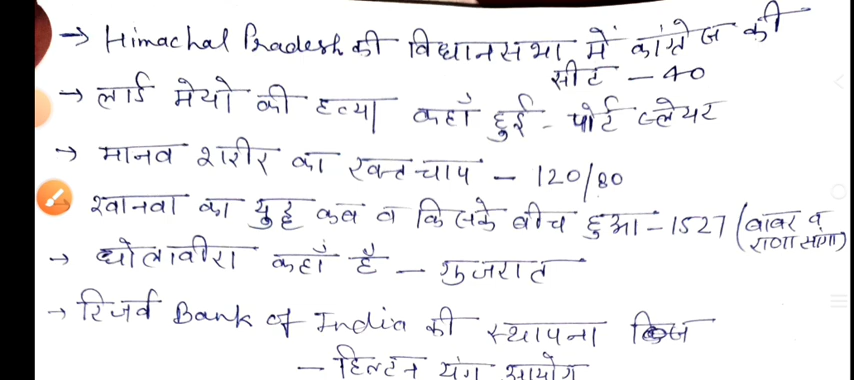 → Himachal Pradesh की विधानसभा में कांग्रेस की
सीट – 40
→ लार्ड मेयो की हत्या कहाँ हुई – पोर्ट ब्लेयर
→ मानव शरीर का रक्तचाप – 120/80
खानवा का युद्ध कब व किसके बीच हुआ – 1527 (बाबर व
राणा सांगा)
→ धोलावीरा कहाँ है – गुजरात
→ रिजर्व Bank of India की स्थापना किस
– हिल्टन यंग आयोग